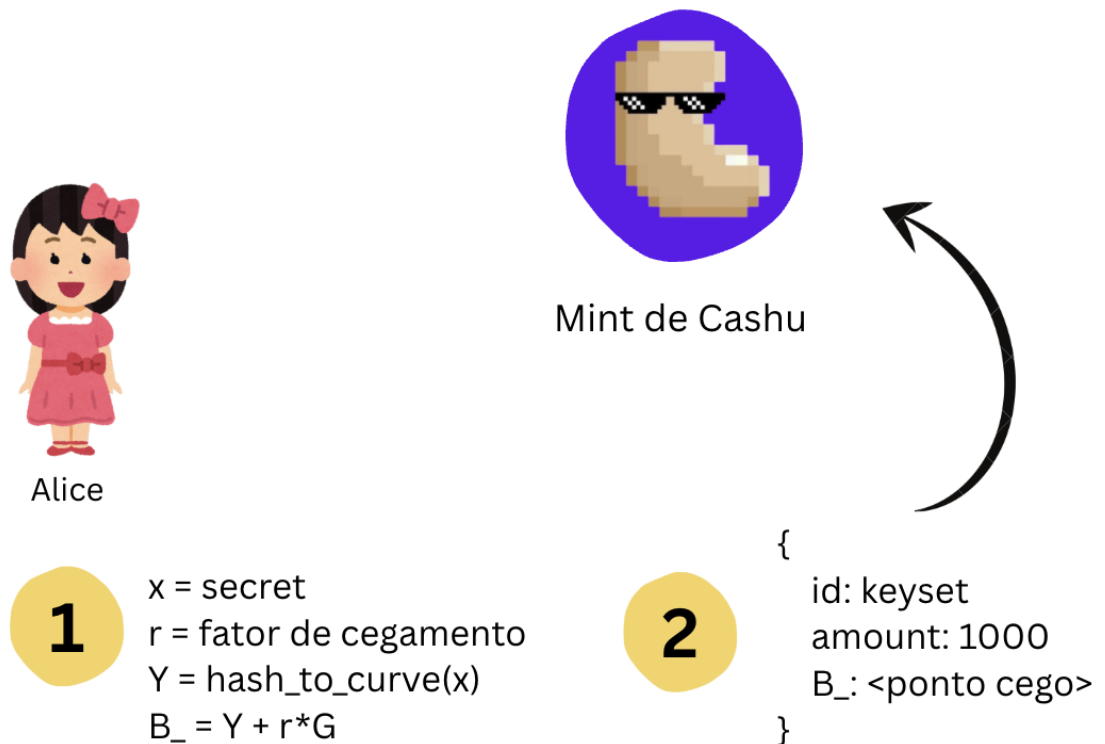 Mint de Cashu
Alice
1
x = secret
r = fator de cegamento
Y = hash_to_curve(x)
B_ = Y + r*G
2
{
id: keyset
amount: 1000
B_: <ponto cego>
}